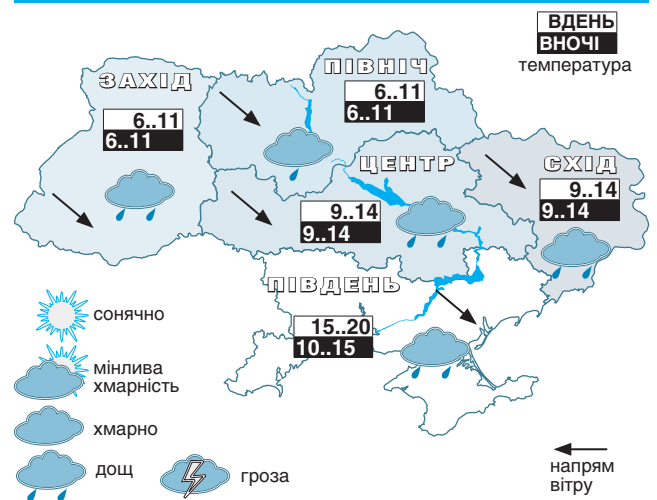 ВДЕНЬ
ВНОЧІ
температура
ЗАХІД
6..11
6..11
ПІВНІЧ
6..11
6..11
ЦЕНТР
9..14
9..14
СХІД
9..14
9..14
ПІВДЕНЬ
15..20
10..15
сонячно
мінлива
хмарність
хмарно
дощ
гроза
напрям
вітру